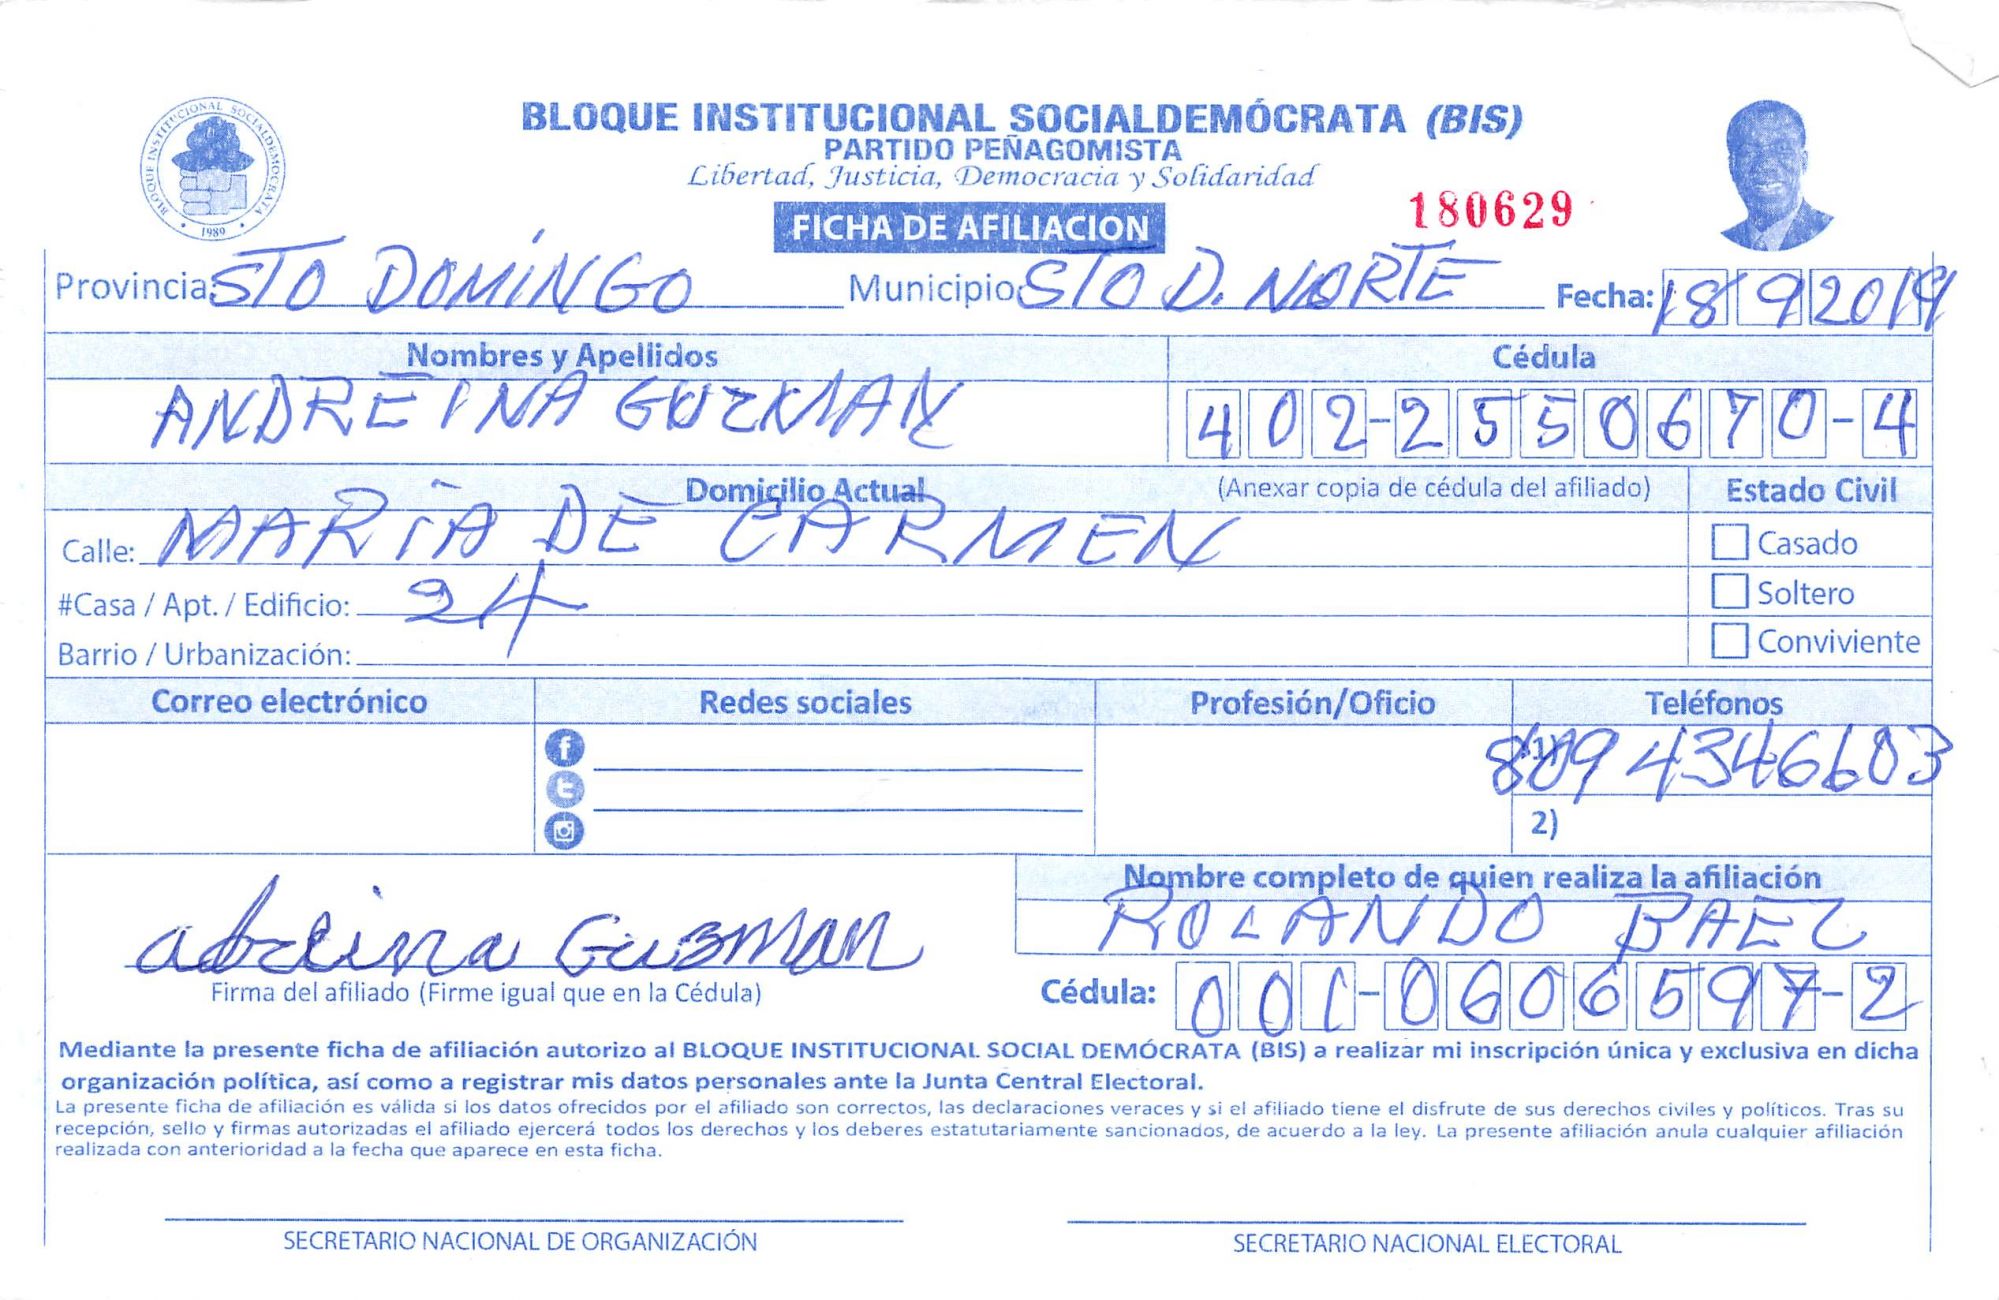 BLOQUE INSTITUCIONAL SOCIALDEMOCRATA
1989
BLOQUE INSTITUCIONAL SOCIALDEMÓCRATA (BIS)
PARTIDO PEÑAGOMISTA
Libertad, Justicia, Democracia y Solidaridad
180629
FICHA DE AFILIACION
Provincia: STO DOMINGO Municipio: STO D. NORTE Fecha: 18 9 2019
Nombres y Apellidos Cédula
ANDREINA GUZMAN 402-2550670-4
Domicilio Actual (Anexar copia de cédula del afiliado) Estado Civil
Calle: MARÍA DE CARMEN Casado
#Casa / Apt. / Edificio: 24 Soltero
Barrio / Urbanización: Conviviente
Correo electrónico Redes sociales Profesión/Oficio Teléfonos
1) 809 4346603
2)
Nombre completo de quien realiza la afiliación
ROLANDO BAEZ
Guzman
Firma del afiliado (Firme igual que en la Cédula) Cédula: 001-0606597-2
Mediante la presente ficha de afiliación autorizo al BLOQUE INSTITUCIONAL SOCIAL DEMÓCRATA (BIS) a realizar mi inscripción única y exclusiva en dicha
organización política, así como a registrar mis datos personales ante la Junta Central Electoral.
La presente ficha de afiliación es válida si los datos ofrecidos por el afiliado son correctos, las declaraciones veraces y si el afiliado tiene el disfrute de sus derechos civiles y políticos. Tras su
recepción, sello y firmas autorizadas el afiliado ejercerá todos los derechos y los deberes estatutariamente sancionados, de acuerdo a la ley. La presente afiliación anula cualquier afiliación
realizada con anterioridad a la fecha que aparece en esta ficha.
SECRETARIO NACIONAL DE ORGANIZACIÓN SECRETARIO NACIONAL ELECTORAL